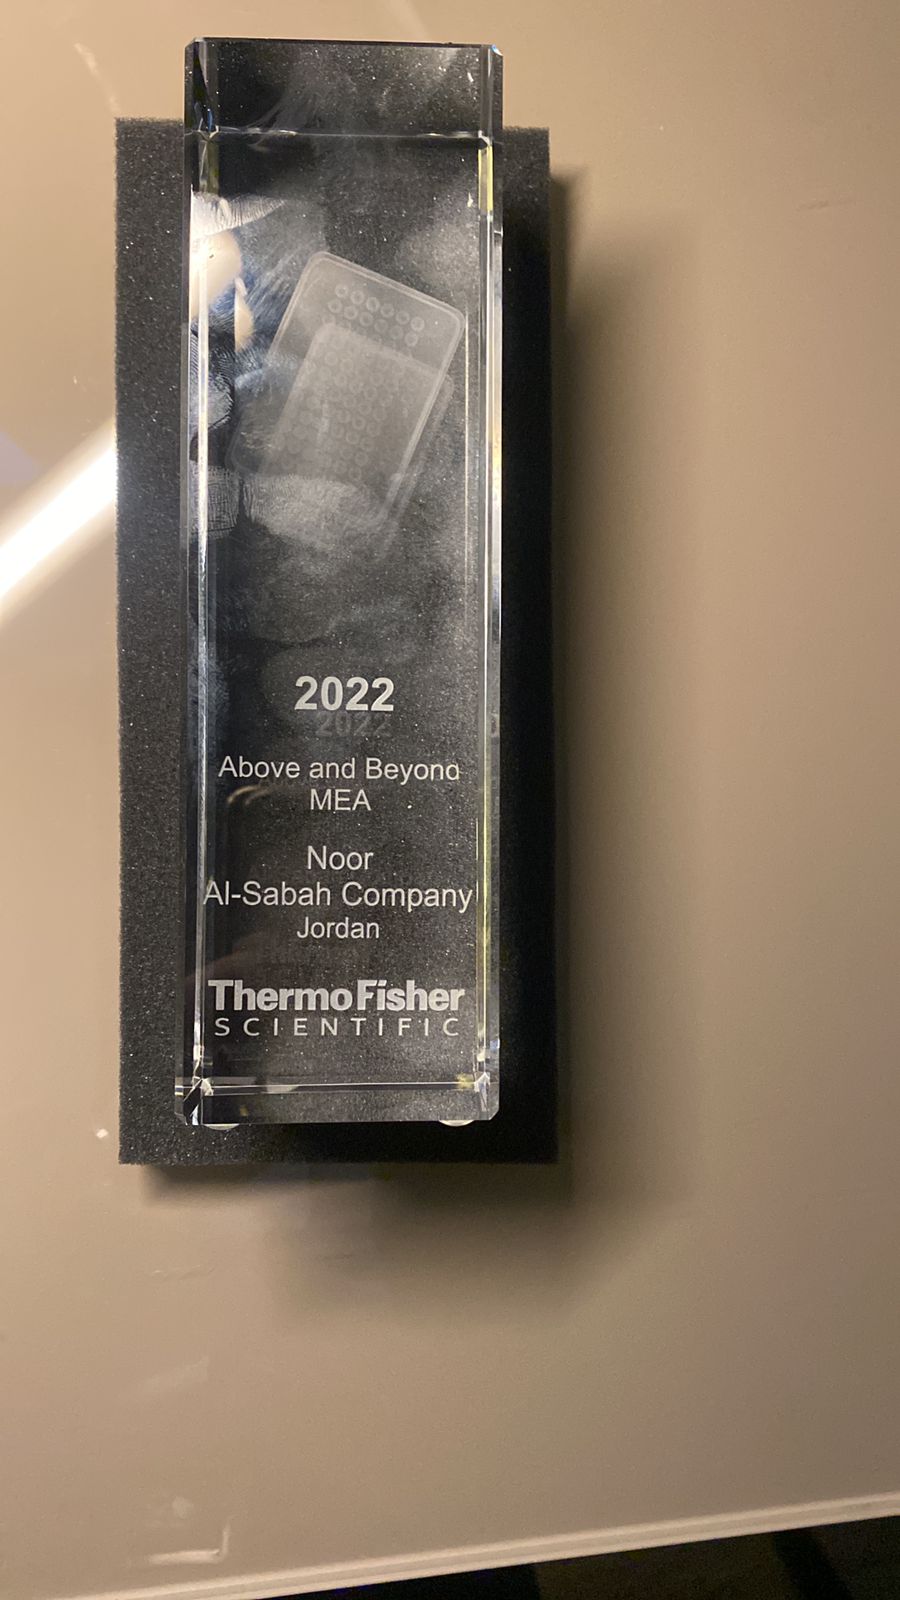 2022
Above and Beyond
MEA
Noor
Al-Sabah Company
Jordan
ThermoFisher
SCIENTIFIC